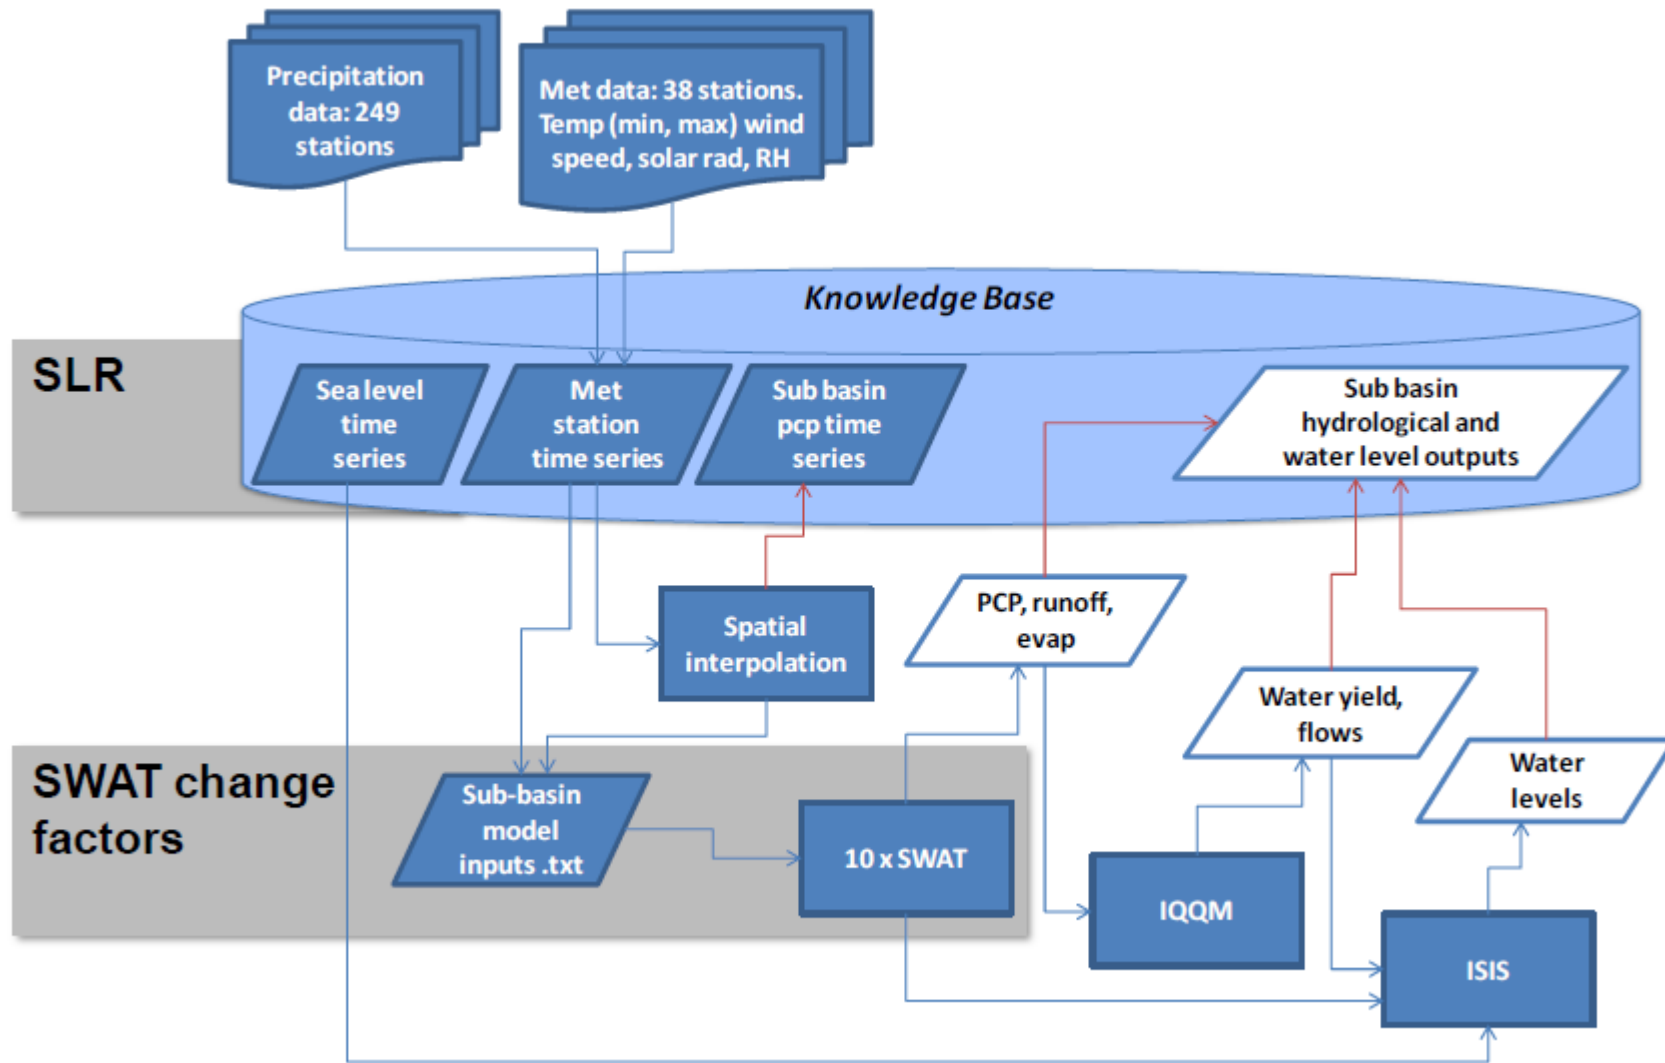 Precipitation
data: 249
stations
Met data: 38 stations.
Temp (min, max) wind
speed, solar rad, RH
Knowledge Base
SLR
Sea level
time
series
Met
station
time series
Sub basin
pcp time
series
Sub basin
hydrological and
water level outputs
Spatial
interpolation
PCP, runoff,
evap
Water yield,
flows
Water
levels
SWAT change
factors
Sub-basin
model
inputs .txt
10 x SWAT
IQQM
ISIS